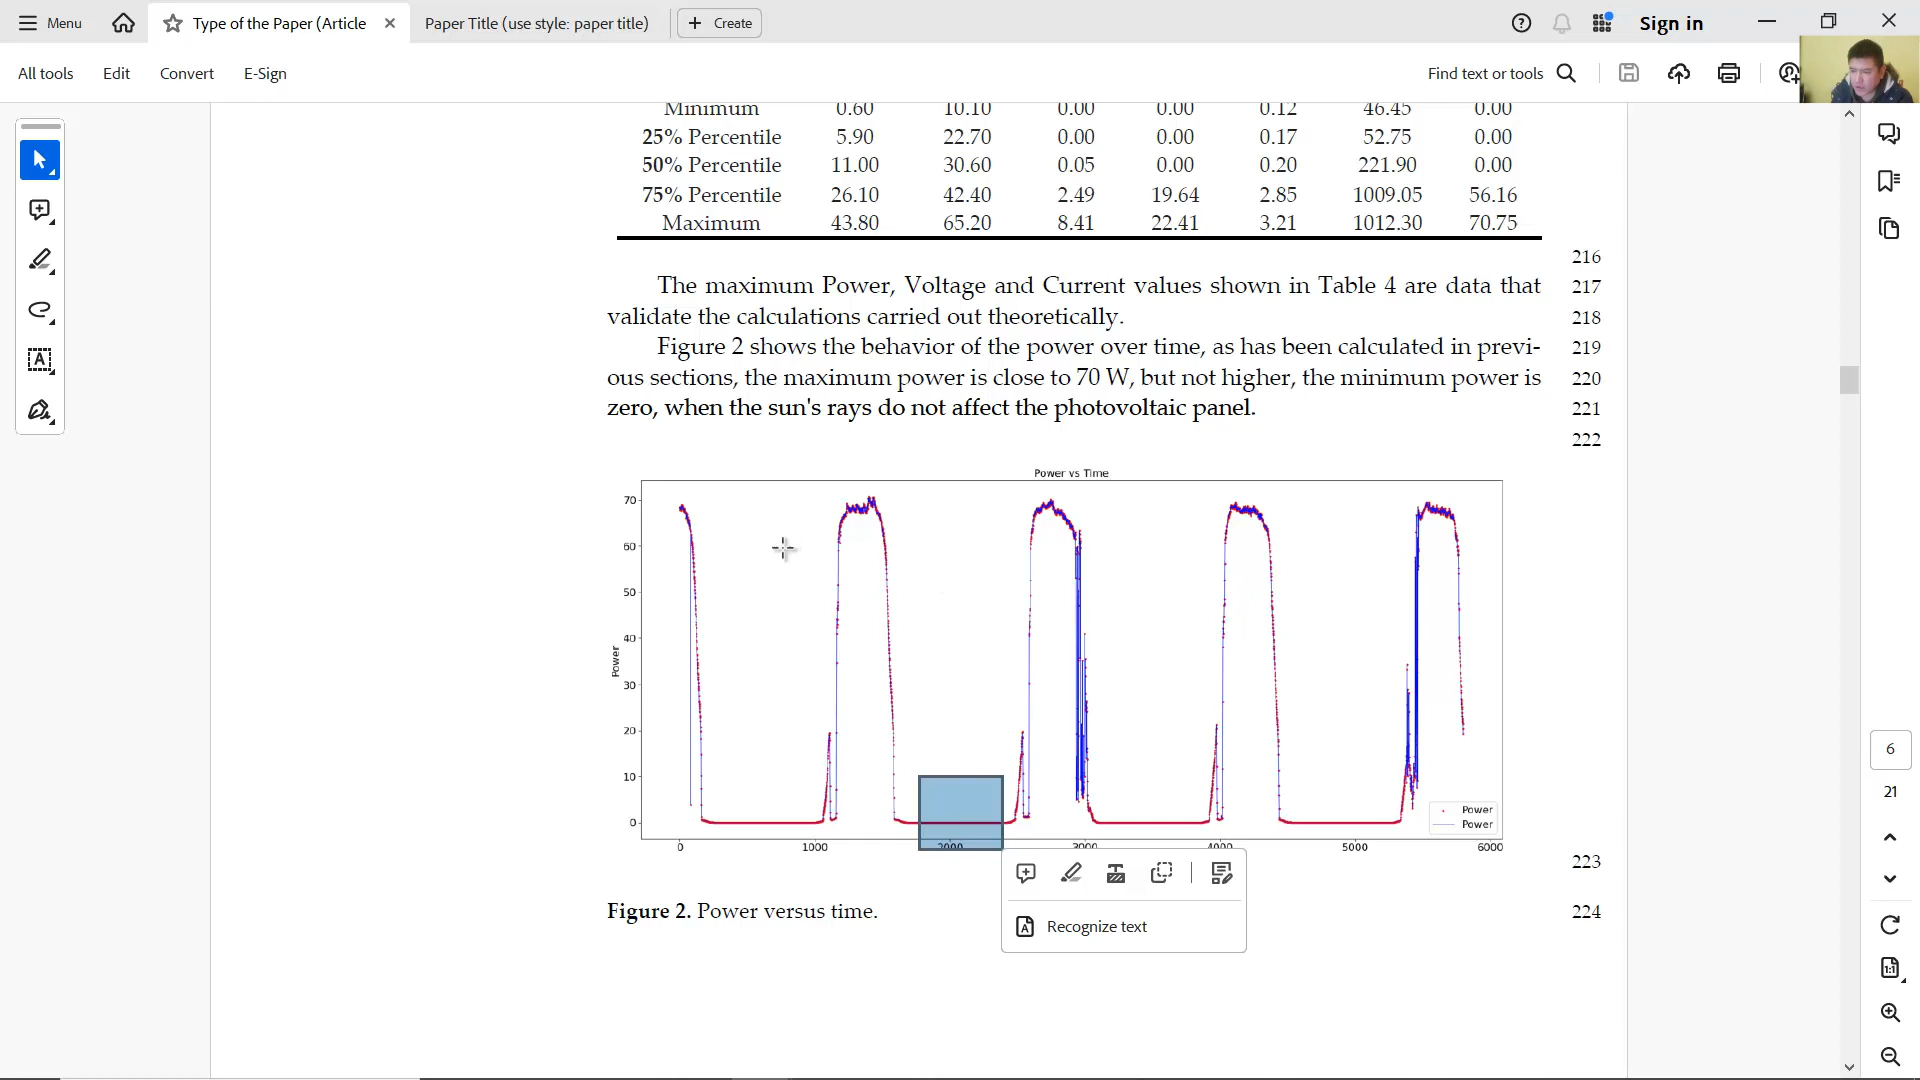 Menu
Type of the Paper (Article
Paper Title (use style: paper title)
Create
Sign in
All tools
Edit
Convert
E-Sign
Find text or tools
Minimum 0.60 10.10 0.00 0.00 0.12 46.45 0.00
25% Percentile 5.90 22.70 0.00 0.00 0.17 52.75 0.00
50% Percentile 11.00 30.60 0.05 0.00 0.20 221.90 0.00
75% Percentile 26.10 42.40 2.49 19.64 2.85 1009.05 56.16
Maximum 43.80 65.20 8.41 22.41 3.21 1012.30 70.75
216
The maximum Power, Voltage and Current values shown in Table 4 are data that 217
validate the calculations carried out theoretically. 218
Figure 2 shows the behavior of the power over time, as has been calculated in previ- 219
ous sections, the maximum power is close to 70 W, but not higher, the minimum power is 220
zero, when the sun's rays do not affect the photovoltaic panel. 221
222
Power vs Time
70
60
50
40
30
20
10
0
Power
Power
Power
0 1000 2000 3000 4000 5000 6000
223
Recognize text
Figure 2. Power versus time. 224
6
21